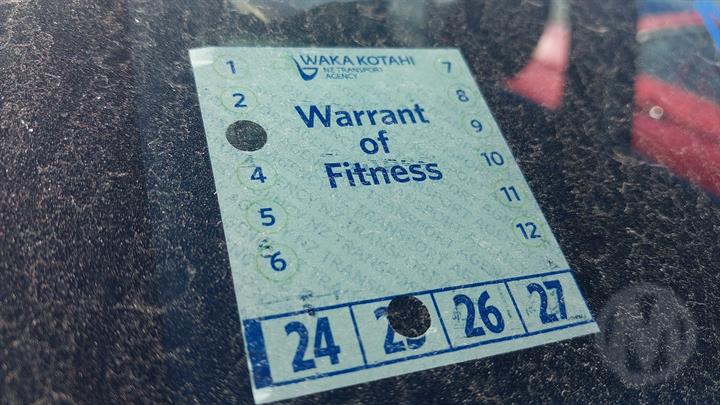 WAKA KOTAHI
NZ TRANSPORT
AGENCY
1
2
4
5
6
7
8
9
10
11
12
Warrant
of
Fitness
24 26 27